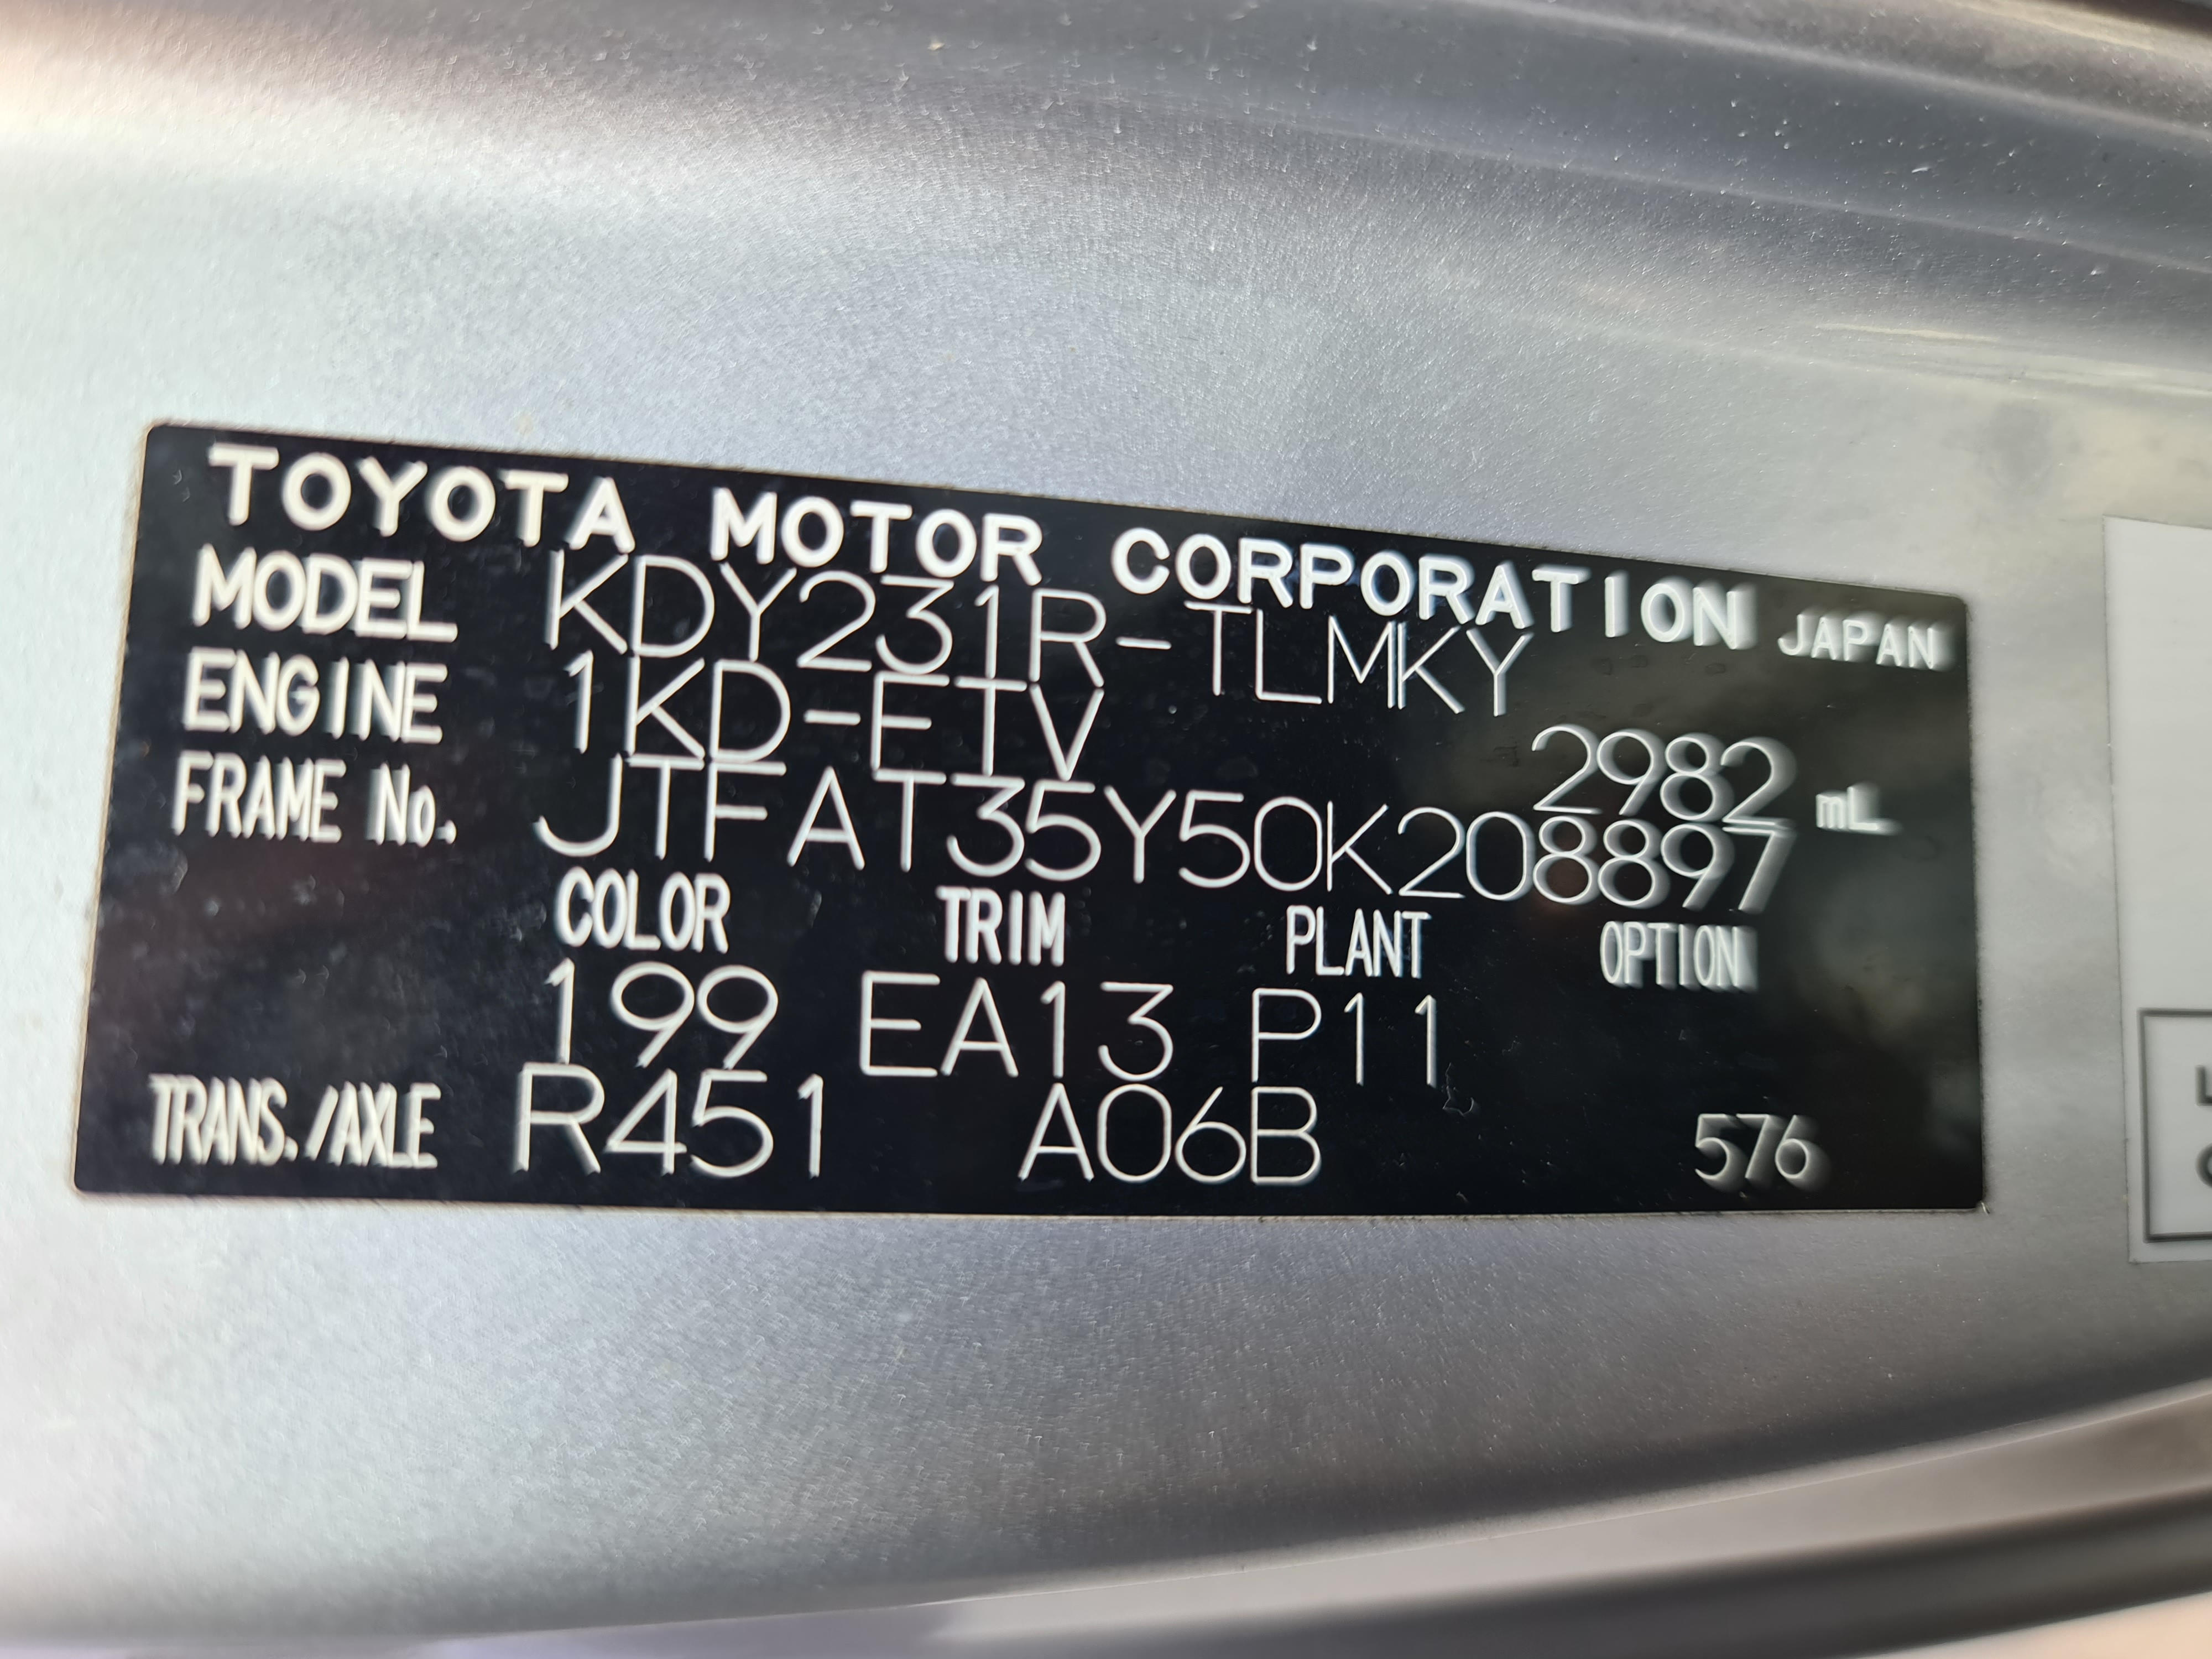 TOYOTA MOTOR CORPORATION JAPAN
MODEL KDY231R-TLMKY
ENGINE 1KD-FTV 2982 mL
FRAME No. JTFAT35Y50K208897
COLOR TRIM PLANT OPTION
199 EA13 P11
TRANS./AXLE R451 A06B 576